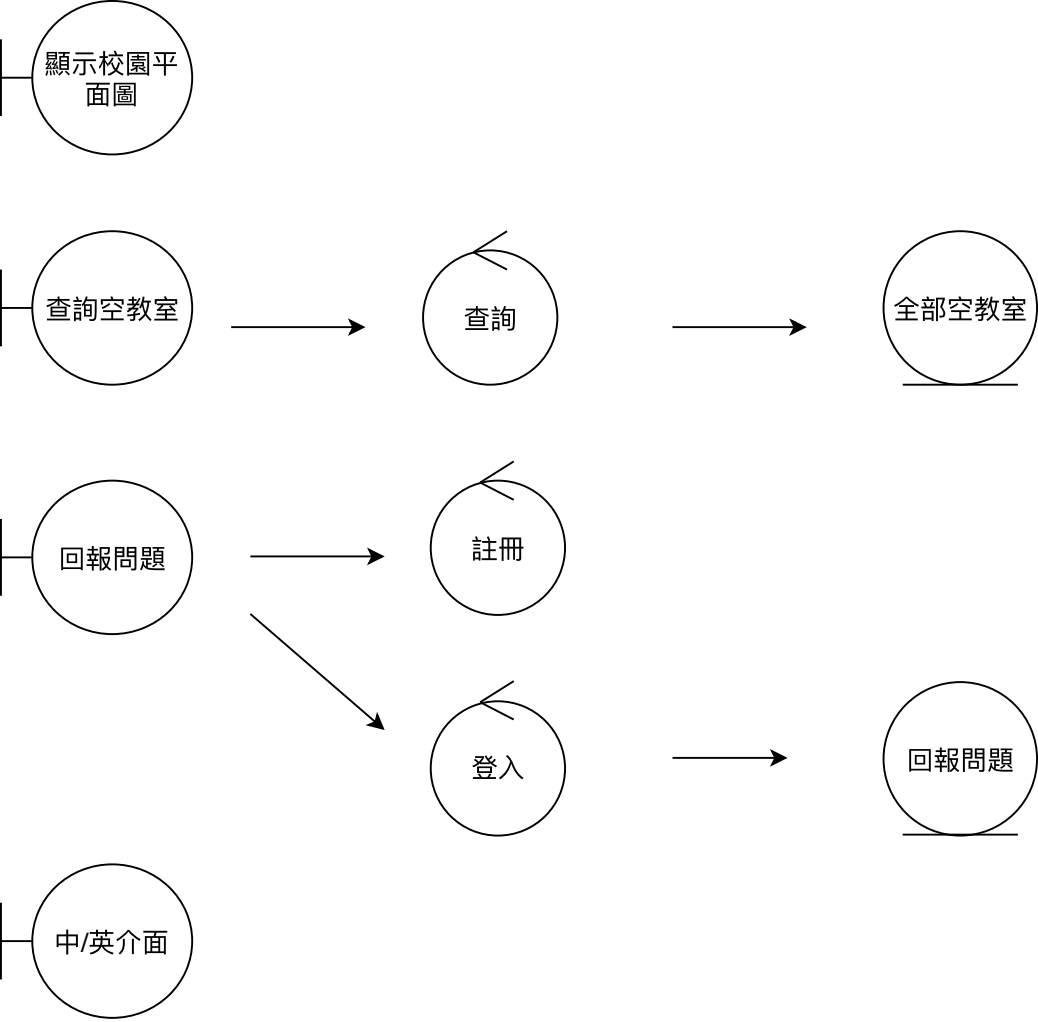 顯示校園平
面圖
查詢空教室
查詢
全部空教室
回報問題
註冊
登入
回報問題
中/英介面